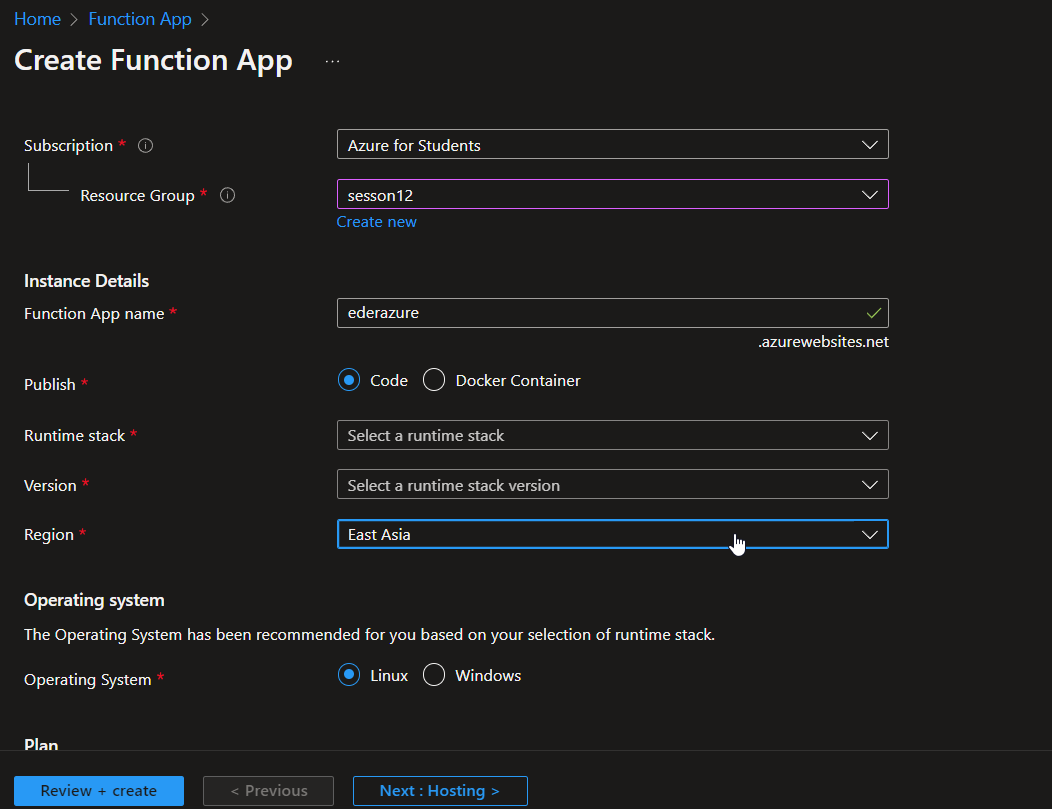 Home > Function App >
Create Function App ...
Subscription * Azure for Students
Resource Group * sesson12
Create new
Instance Details
Function App name * ederazure
.azurewebsites.net
Publish * Code Docker Container
Runtime stack * Select a runtime stack
Version * Select a runtime stack version
Region * East Asia
Operating system
The Operating System has been recommended for you based on your selection of runtime stack.
Operating System * Linux Windows
Plan
Review + create < Previous Next : Hosting >